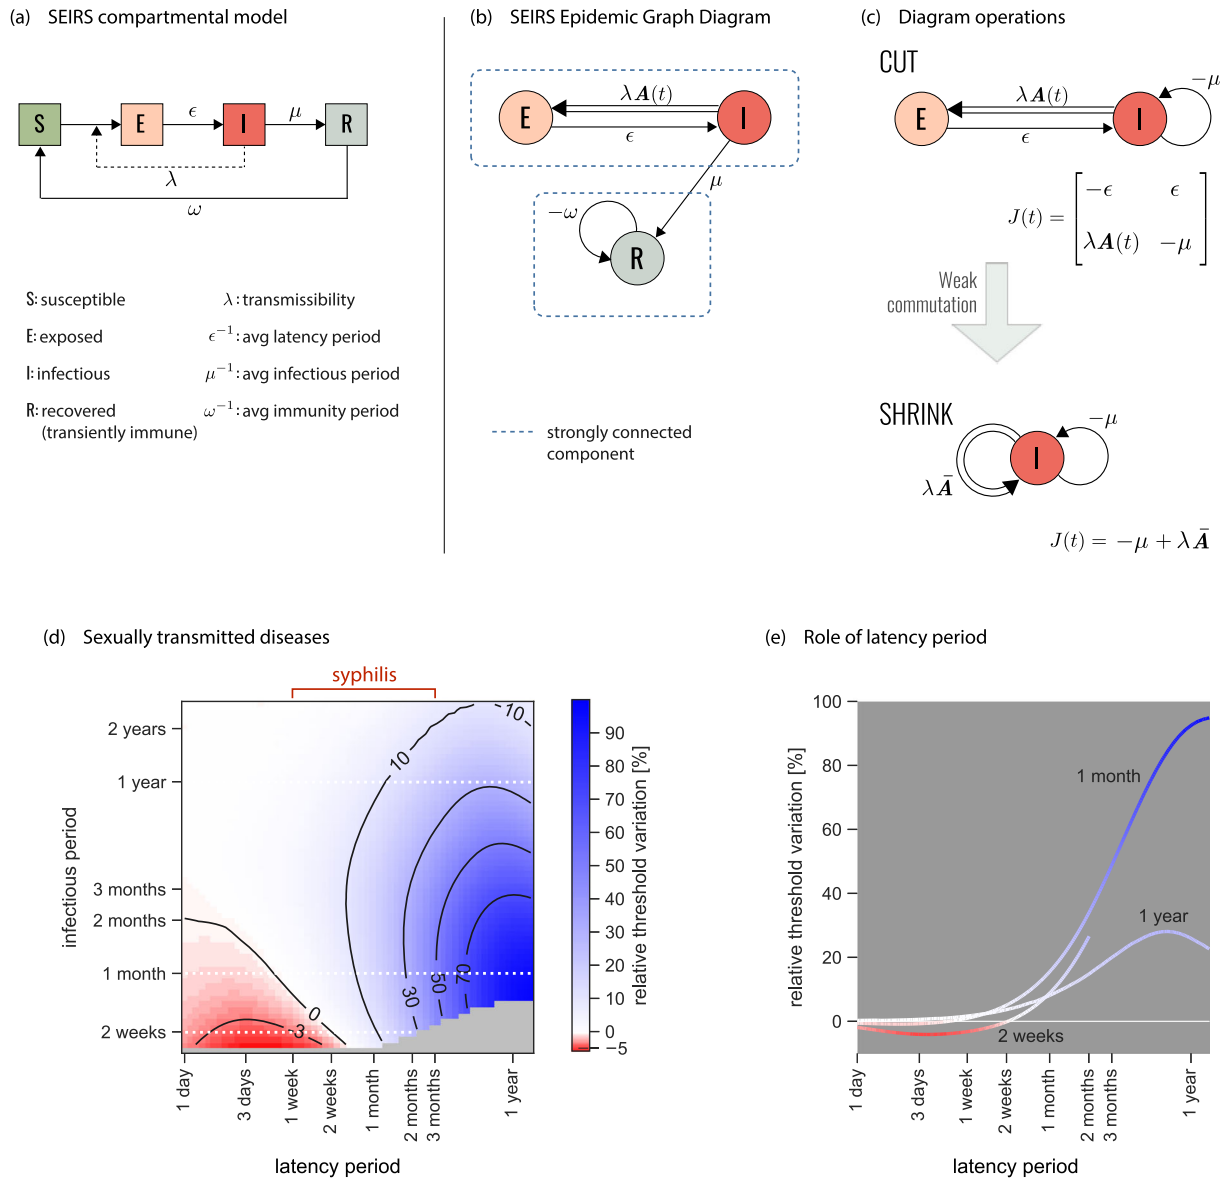 (a) SEIRS compartmental model
S E I R
ϵ μ
λ
ω
S: susceptible
E: exposed
I: infectious
R: recovered
(transiently immune)
λ: transmissibility
ϵ⁻¹: avg latency period
μ⁻¹: avg infectious period
ω⁻¹: avg immunity period
(b) SEIRS Epidemic Graph Diagram
λA(t)
E I
ϵ
μ
−ω
R
strongly connected
component
(c) Diagram operations
CUT
−μ
λA(t)
E I
ϵ
J(t) = [−ϵ ϵ
λA(t) −μ]
Weak
commutation
SHRINK
−μ
I
λĀ
J(t) = −μ + λĀ
(d) Sexually transmitted diseases
syphilis
2 years
1 year
3 months
2 months
1 month
2 weeks
infectious period
10
10
30
50
70
0
-3
1 day
3 days
1 week
2 weeks
1 month
2 months
3 months
1 year
latency period
90
80
70
60
50
40
30
20
10
0
−5
relative threshold variation [%]
(e) Role of latency period
100
80
60
40
20
0
relative threshold variation [%]
1 month
1 year
2 weeks
1 day
3 days
1 week
2 weeks
1 month
2 months
3 months
1 year
latency period